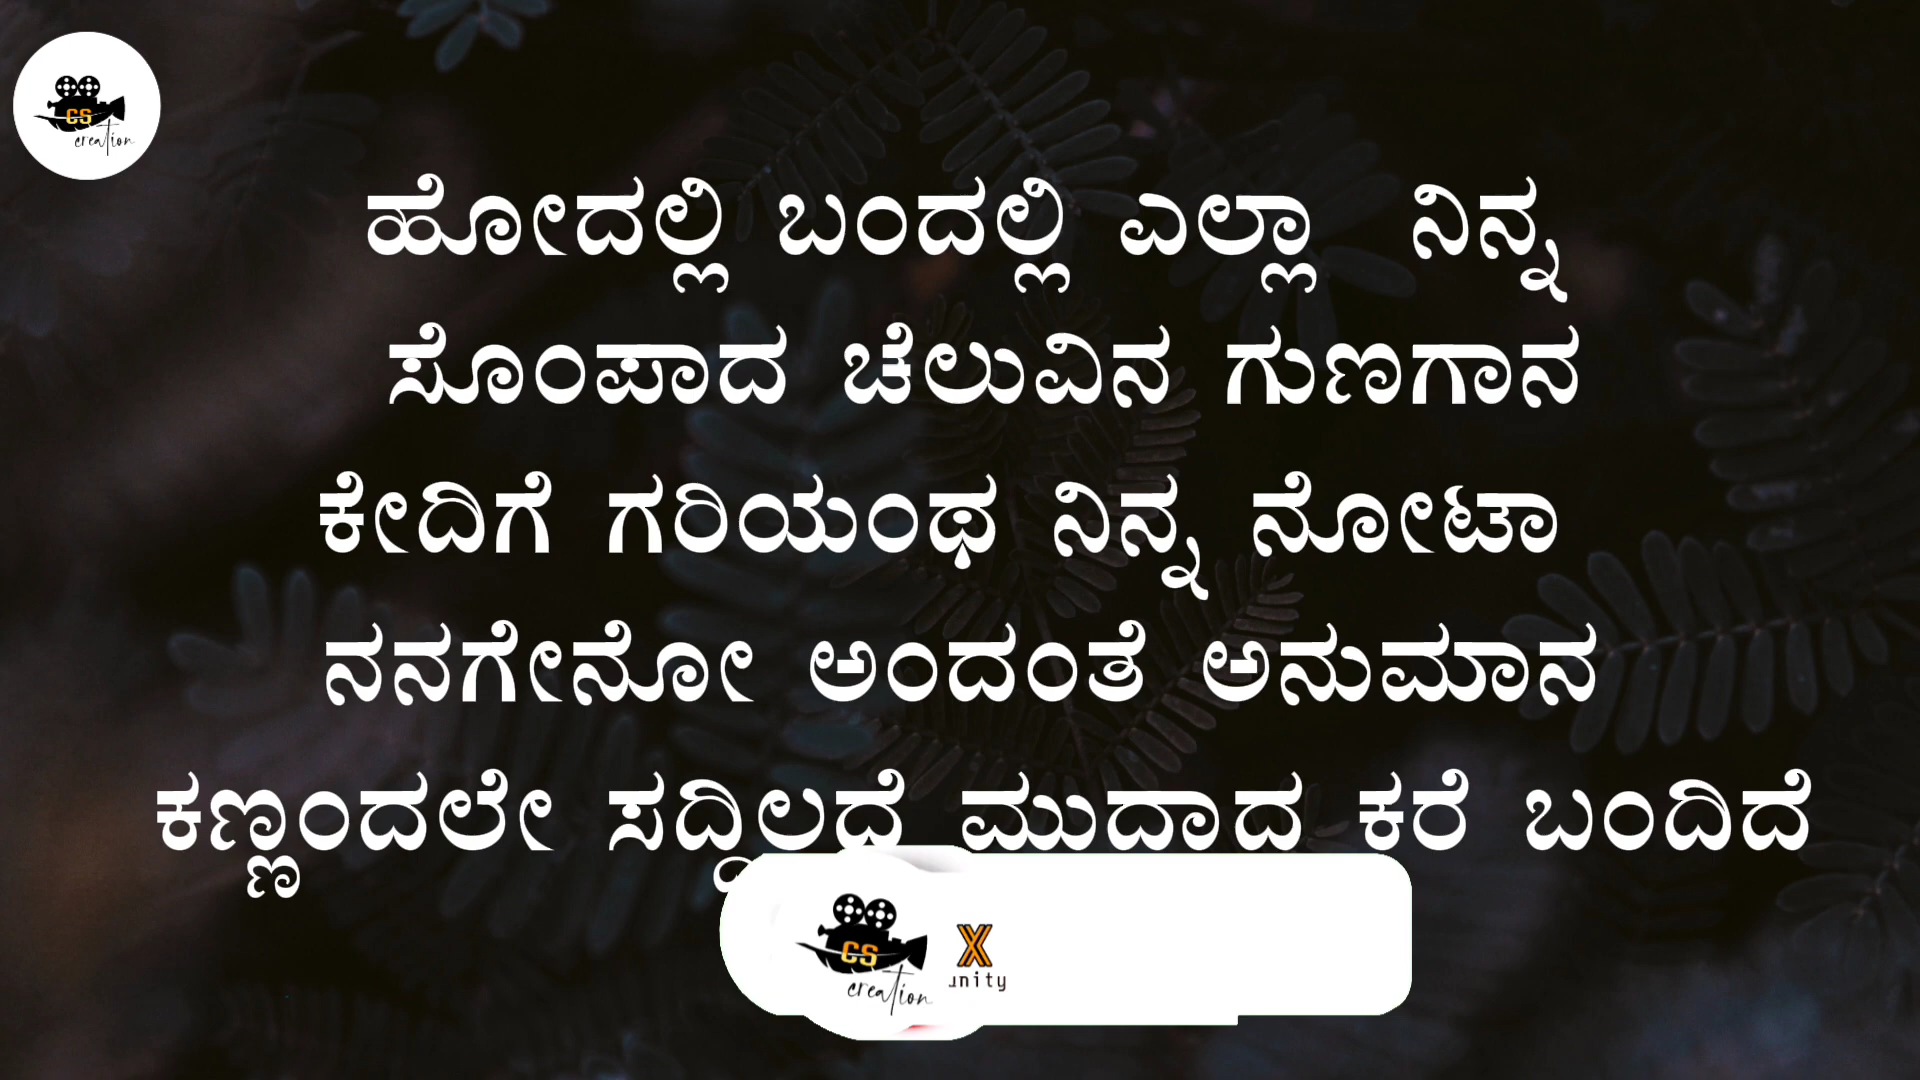 CS
creation
ಹೋದಲ್ಲಿ ಬಂದಲ್ಲಿ ಎಲ್ಲಾ ನಿನ್ನ
ಸೊಂಪಾದ ಚೆಲುವಿನ ಗುಣಗಾನ
ಕೇದಿಗೆ ಗರಿಯಂಥ ನಿನ್ನ ನೋಟಾ
ನನಗೇನೋ ಅಂದಂತೆ ಅನುಮಾನ
ಕಣ್ಣಂದಲೇ ಸದ್ದಿಲದೆ ಮುದಾದ ಕರೆ ಬಂದಿದೆ
CS
creation
X
unity